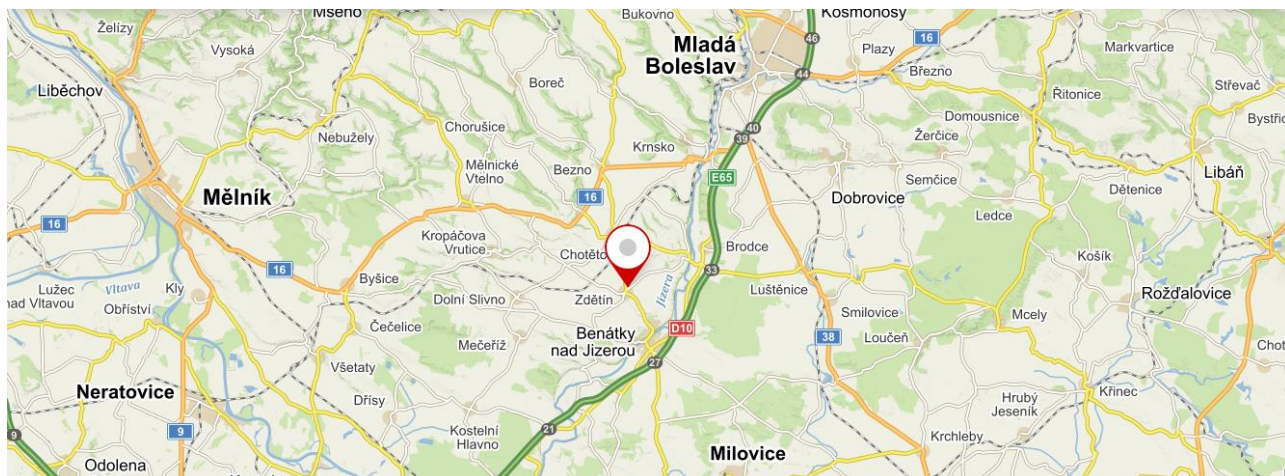 Mšeno
Bukovno
Kosmonosy
Želízy
46
16
Vysoká
Mladá
Boleslav
Plazy
Markvartice
Boreč
44
Březno
Liběchov
Řitonice
Střevač
Nebužely
Chorušice
Domousnice
Bystřic
40
39
Krnsko
Žerčice
Mělnické
Vtelno
Bezno
E65
Semčice
Libáň
Mělník
16
Dobrovice
Dětenice
16
Ledce
Kropáčova
Vrutice
Chotěto
Brodce
Košík
16
Byšice
33
Vltava
Kly
Jizera
Luštěnice
Lužec
nad Vltavou
Obříství
Dolní Slivno
Zdětín
Rožďalovice
Smilovice
Mcely
Čečelice
D10
Benátky
nad Jizerou
38
Loučeň
Mečeříž
27
Všetaty
Chot
Neratovice
Křinec
Dřísy
Hrubý
Jeseník
9
9
Kostelní
Hlavno
21
Krchleby
Milovice
Odolena